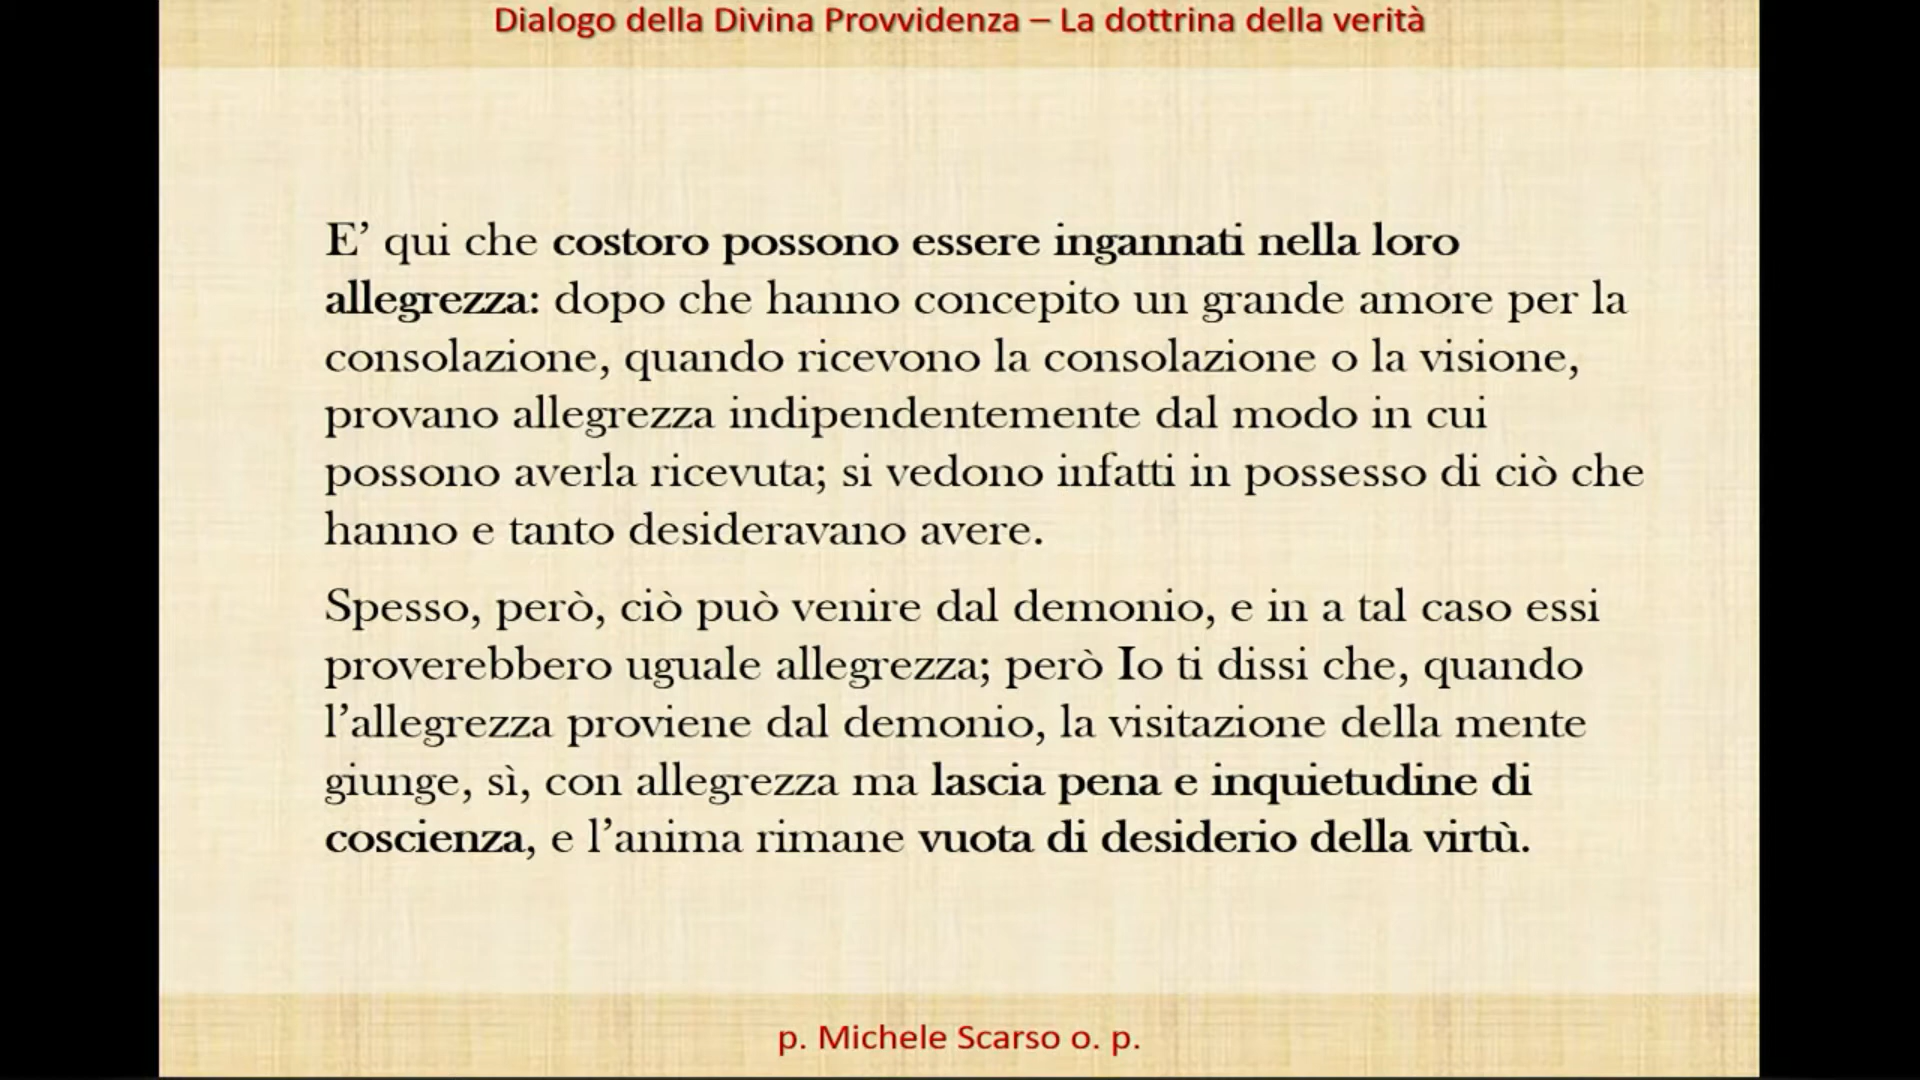 Dialogo della Divina Provvidenza – La dottrina della verità
E’ qui che costoro possono essere ingannati nella loro
allegrezza: dopo che hanno concepito un grande amore per la
consolazione, quando ricevono la consolazione o la visione,
provano allegrezza indipendentemente dal modo in cui
possono averla ricevuta; si vedono infatti in possesso di ciò che
hanno e tanto desideravano avere.
Spesso, però, ciò può venire dal demonio, e in a tal caso essi
proverebbero uguale allegrezza; però Io ti dissi che, quando
l’allegrezza proviene dal demonio, la visitazione della mente
giunge, sì, con allegrezza ma lascia pena e inquietudine di
coscienza, e l’anima rimane vuota di desiderio della virtù.
p. Michele Scarso o. p.